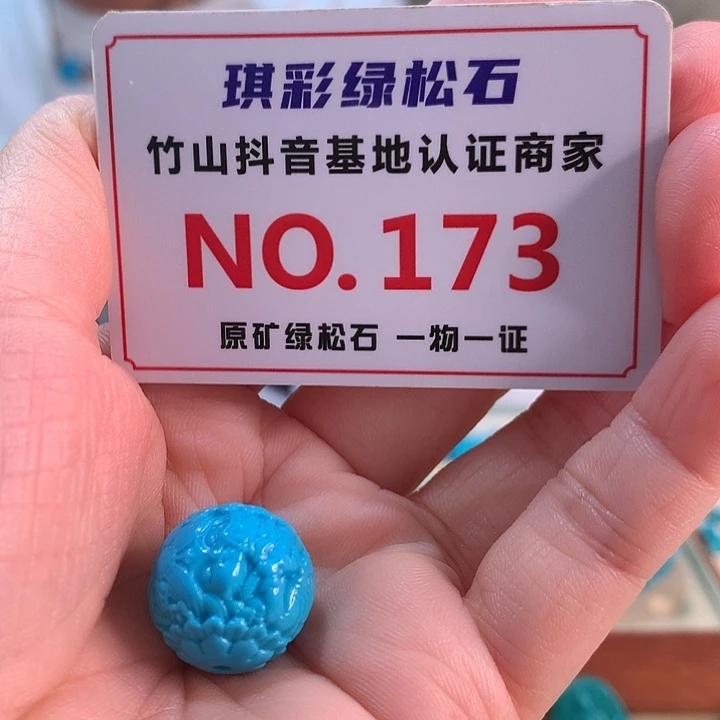 琪彩绿松石
竹山抖音基地认证商家
NO.173
原矿绿松石 一物一证